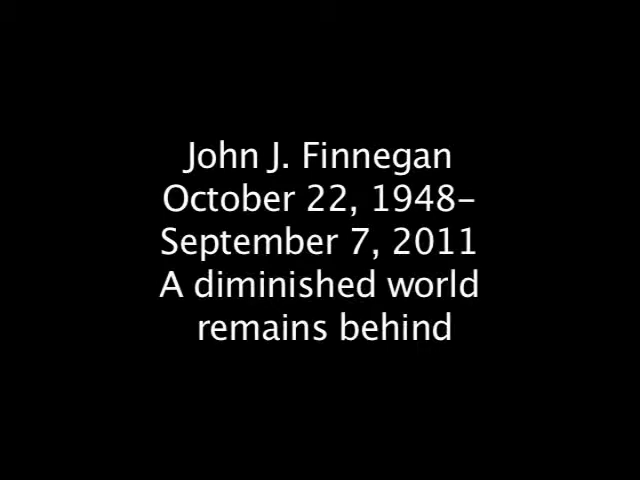 John J. Finnegan
October 22, 1948-
September 7, 2011
A diminished world
remains behind